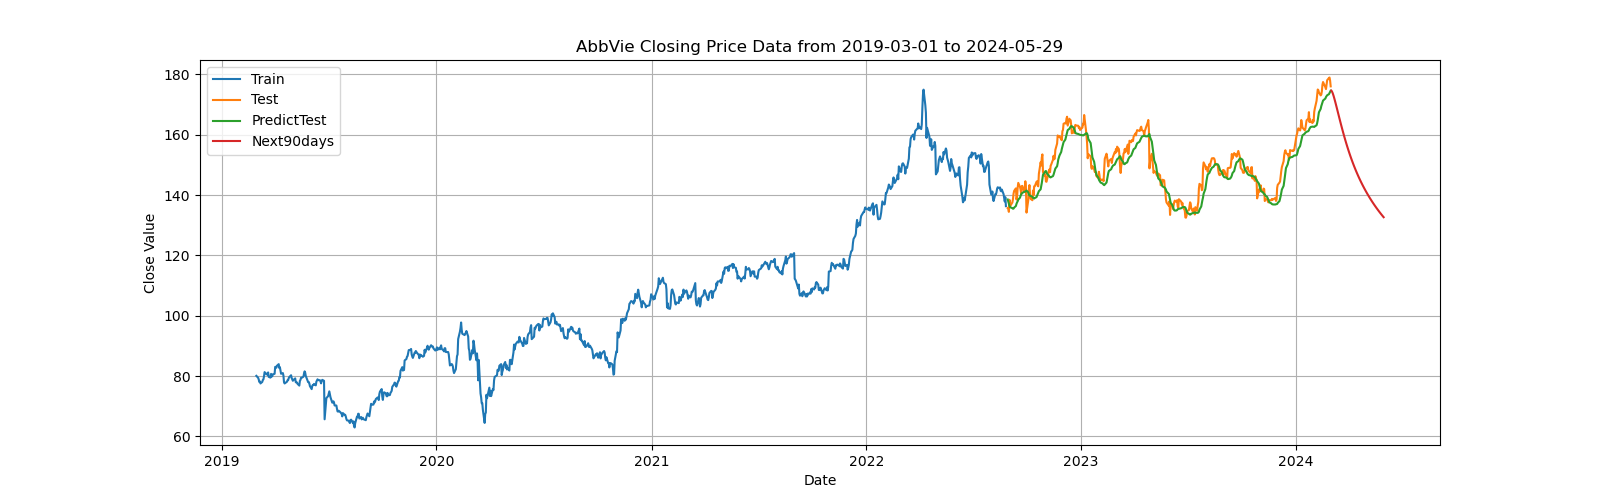 AbbVie Closing Price Data from 2019-03-01 to 2024-05-29
Train
Test
PredictTest
Next90days
Close Value
180
160
140
120
100
80
60
2019
2020
2021
2022
2023
2024
Date